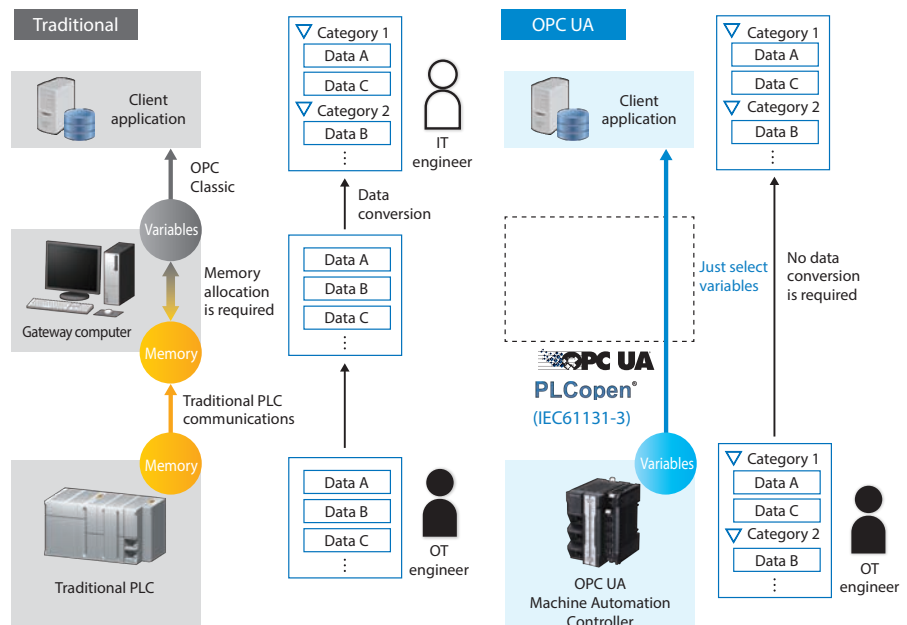 Traditional
Client
application
OPC
Classic
Variables
Memory
allocation
is required
Gateway computer
Memory
Traditional PLC
communications
Memory
Traditional PLC
Category 1
Data A
Data C
Category 2
Data B
⋮
IT
engineer
Data
conversion
Data A
Data B
Data C
⋮
Data A
Data B
Data C
⋮
OT
engineer
OPC UA
Client
application
Just select
variables
OPC UA
PLCopen®
(IEC61131-3)
Variables
OPC UA
Machine Automation
Controller
Category 1
Data A
Data C
Category 2
Data B
⋮
No data
conversion
is required
Category 1
Data A
Data C
Category 2
Data B
⋮
OT
engineer